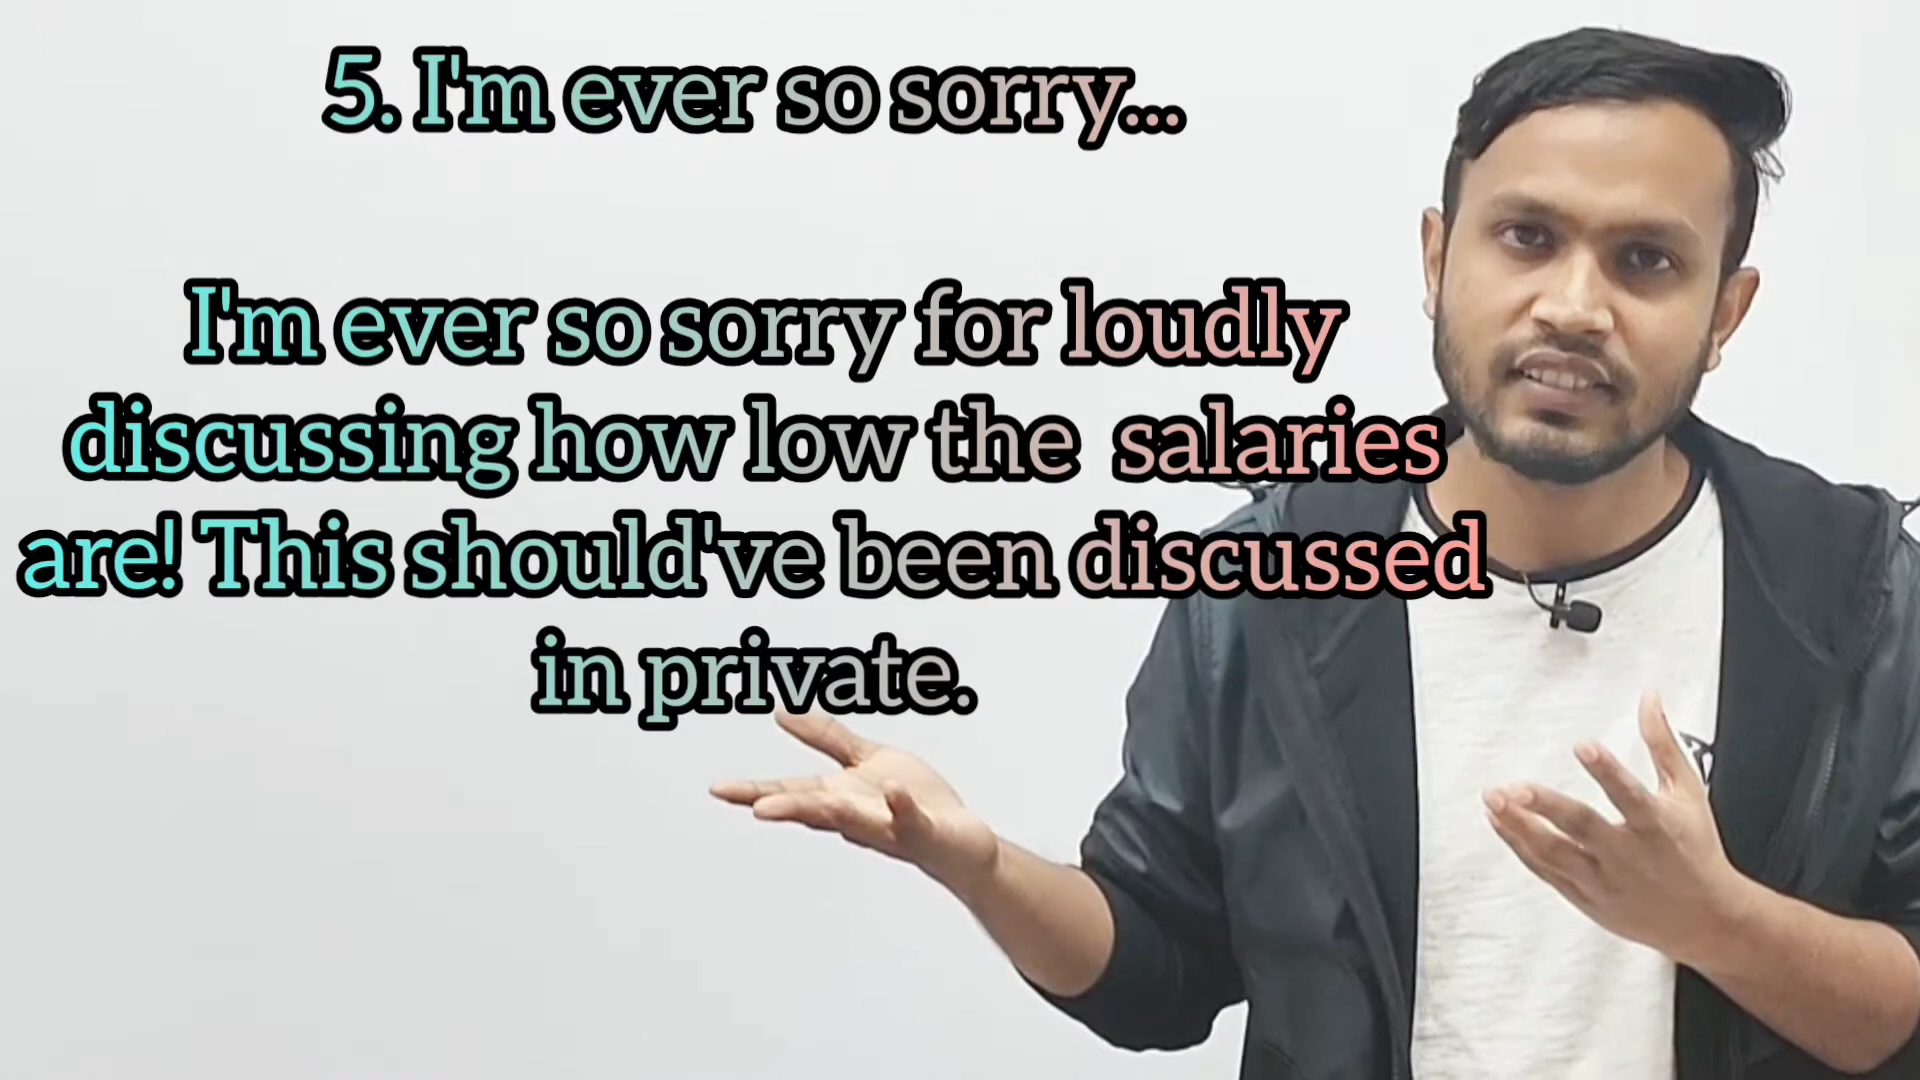 5. I'm ever so sorry...
I'm ever so sorry for loudly
discussing how low the salaries
are! This should've been discussed
in private.